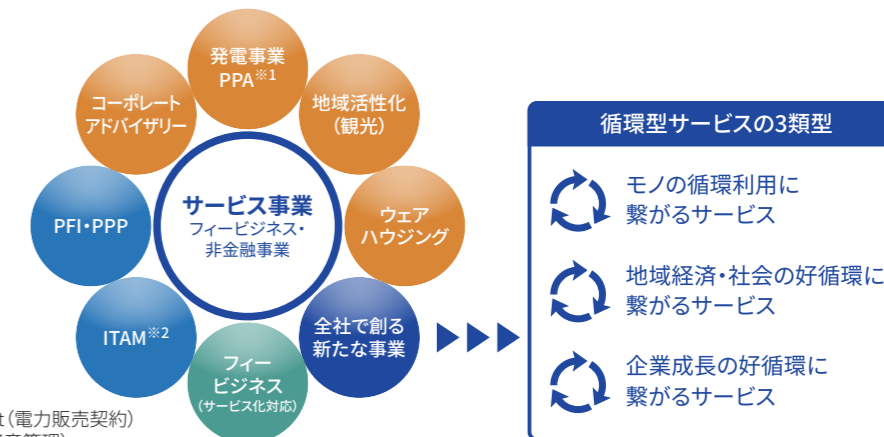 発電事業
PPA※1
コーポレート
アドバイザリー
地域活性化
（観光）
サービス事業
フィービジネス・
非金融事業
PFI・PPP
ウェア
ハウジング
ITAM※2
全社で創る
新たな事業
フィー
ビジネス
（サービス化対応）
循環型サービスの3類型
モノの循環利用に
繋がるサービス
地域経済・社会の好循環に
繋がるサービス
企業成長の好循環に
繋がるサービス
t（電力販売契約）